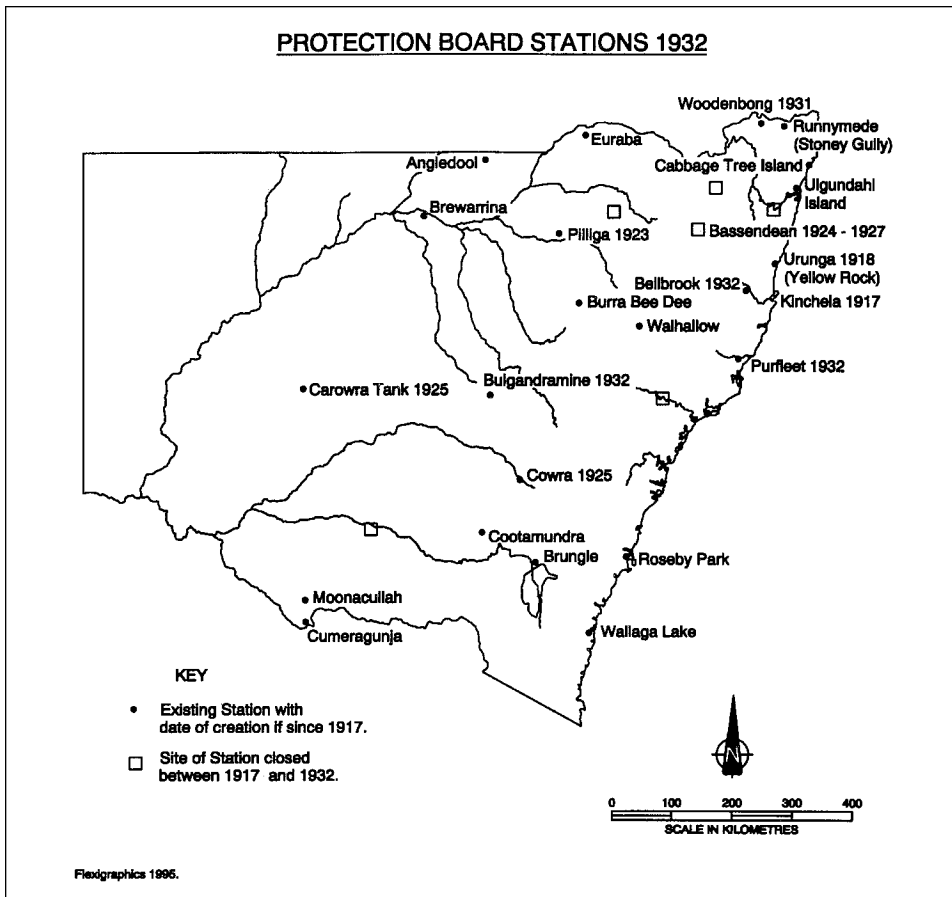 PROTECTION BOARD STATIONS 1932
Woodenbong 1931
Runnymede
(Stoney Gully)
Euraba
Angledool
Cabbage Tree Island
Ulgundahl
Island
Brewarrina
Pilliga 1923
Bassendean 1924 - 1927
Urunga 1918
(Yellow Rock)
Bellbrook 1932
Kinchela 1917
Burra Bee Dee
Walhallow
Purfleet 1932
Carowra Tank 1925
Bulgandramine 1932
Cowra 1925
Cootamundra
Brungle
Roseby Park
Moonacullah
Cumeragunja
Wallaga Lake
KEY
Existing Station with
date of creation if since 1917.
Site of Station closed
between 1917 and 1932.
N
0 100 200 300 400
SCALE IN KILOMETRES
Flexigraphics 1995.